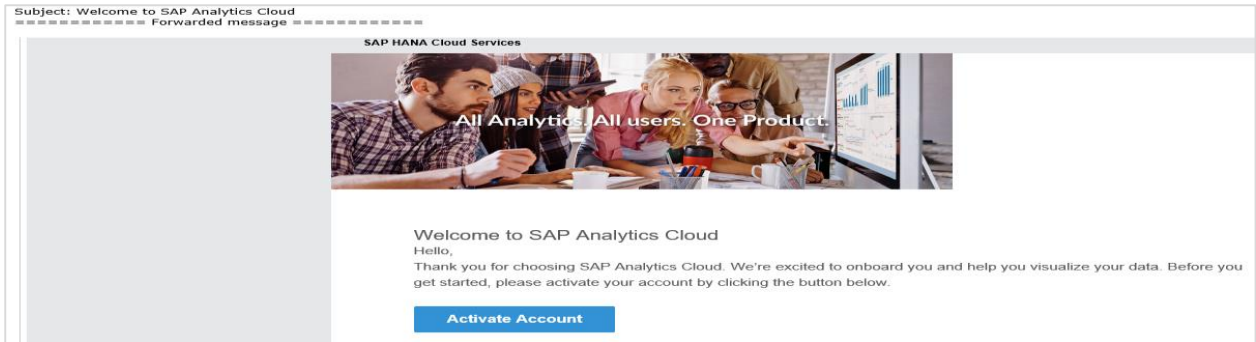 Subject: Welcome to SAP Analytics Cloud
============ Forwarded message ============
SAP HANA Cloud Services
All Analytics. All users. One Product.
Welcome to SAP Analytics Cloud
Hello,
Thank you for choosing SAP Analytics Cloud. We're excited to onboard you and help you visualize your data. Before you
get started, please activate your account by clicking the button below.
Activate Account